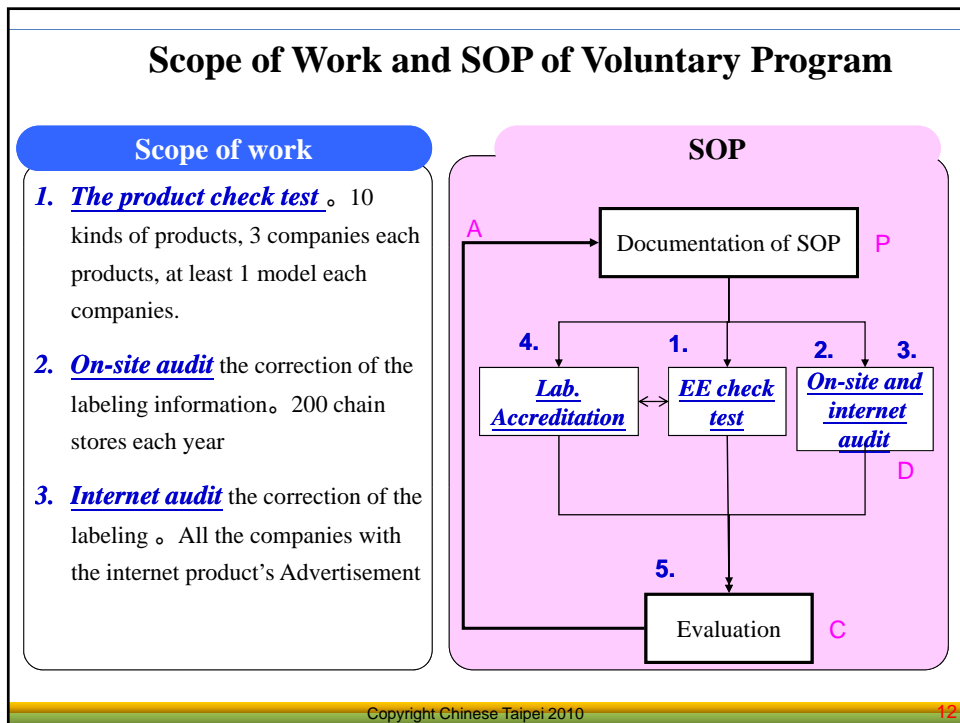 Scope of Work and SOP of Voluntary Program
Scope of work
1. The product check test 。 10
kinds of products, 3 companies each
products, at least 1 model each
companies.
2. On-site audit the correction of the
labeling information。 200 chain
stores each year
3. Internet audit the correction of the
labeling 。 All the companies with
the internet product's Advertisement
SOP
A
Documentation of SOP
P
4.
1.
2.
3.
Lab.
Accreditation
EE check
test
On-site and
internet
audit
D
5.
Evaluation
C
Copyright Chinese Taipei 2010
12